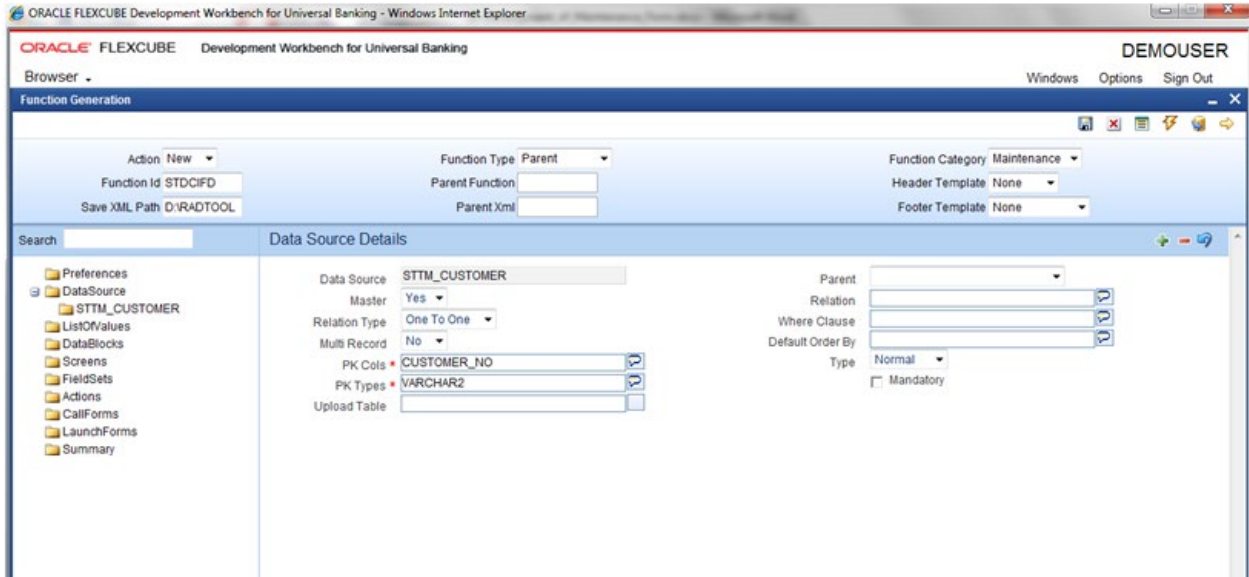 ORACLE FLEXCUBE Development Workbench for Universal Banking - Windows Internet Explorer
ORACLE FLEXCUBE Development Workbench for Universal Banking
DEMOUSER
Browser
Windows Options Sign Out
Function Generation
Action New Function Type Parent Function Category Maintenance
Function Id STDCIFD Parent Function Header Template None
Save XML Path D:\RADTOOL Parent Xml Footer Template None
Search Data Source Details
Preferences
DataSource
STTM_CUSTOMER
ListOfValues
DataBlocks
Screens
FieldSets
Actions
CallForms
LaunchForms
Summary
Data Source STTM_CUSTOMER
Master Yes
Relation Type One To One
Multi Record No
PK Cols * CUSTOMER_NO
PK Types * VARCHAR2
Upload Table
Parent
Relation
Where Clause
Default Order By
Type Normal
Mandatory